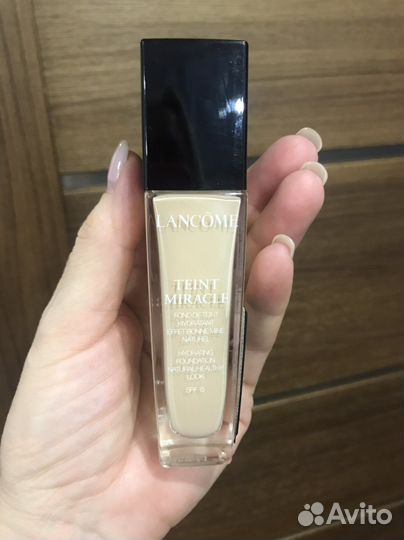 LANCÔME
TEINT
MIRACLE
FOND DE TEINT
HYDRATANT
EFFET BONNE MINE
NATUREL
HYDRATING
FOUNDATION
NATURAL HEALTHY
LOOK
SPF 15
Avito